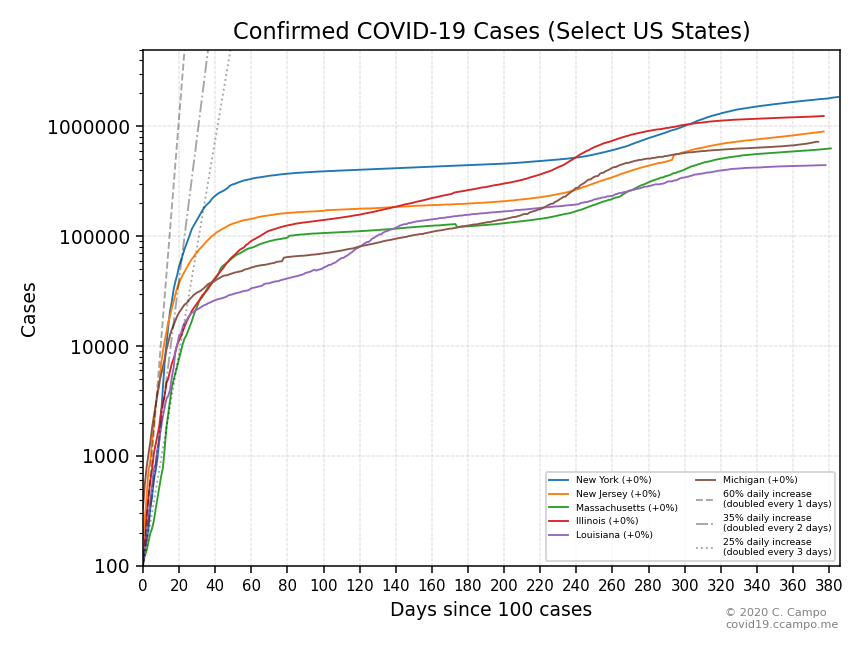 Confirmed COVID-19 Cases (Select US States)
Cases
1000000
100000
10000
1000
100
0 20 40 60 80 100 120 140 160 180 200 220 240 260 280 300 320 340 360 380
Days since 100 cases
New York (+0%)
New Jersey (+0%)
Massachusetts (+0%)
Illinois (+0%)
Louisiana (+0%)
Michigan (+0%)
60% daily increase
(doubled every 1 days)
35% daily increase
(doubled every 2 days)
25% daily increase
(doubled every 3 days)
© 2020 C. Campo
covid19.ccampo.me